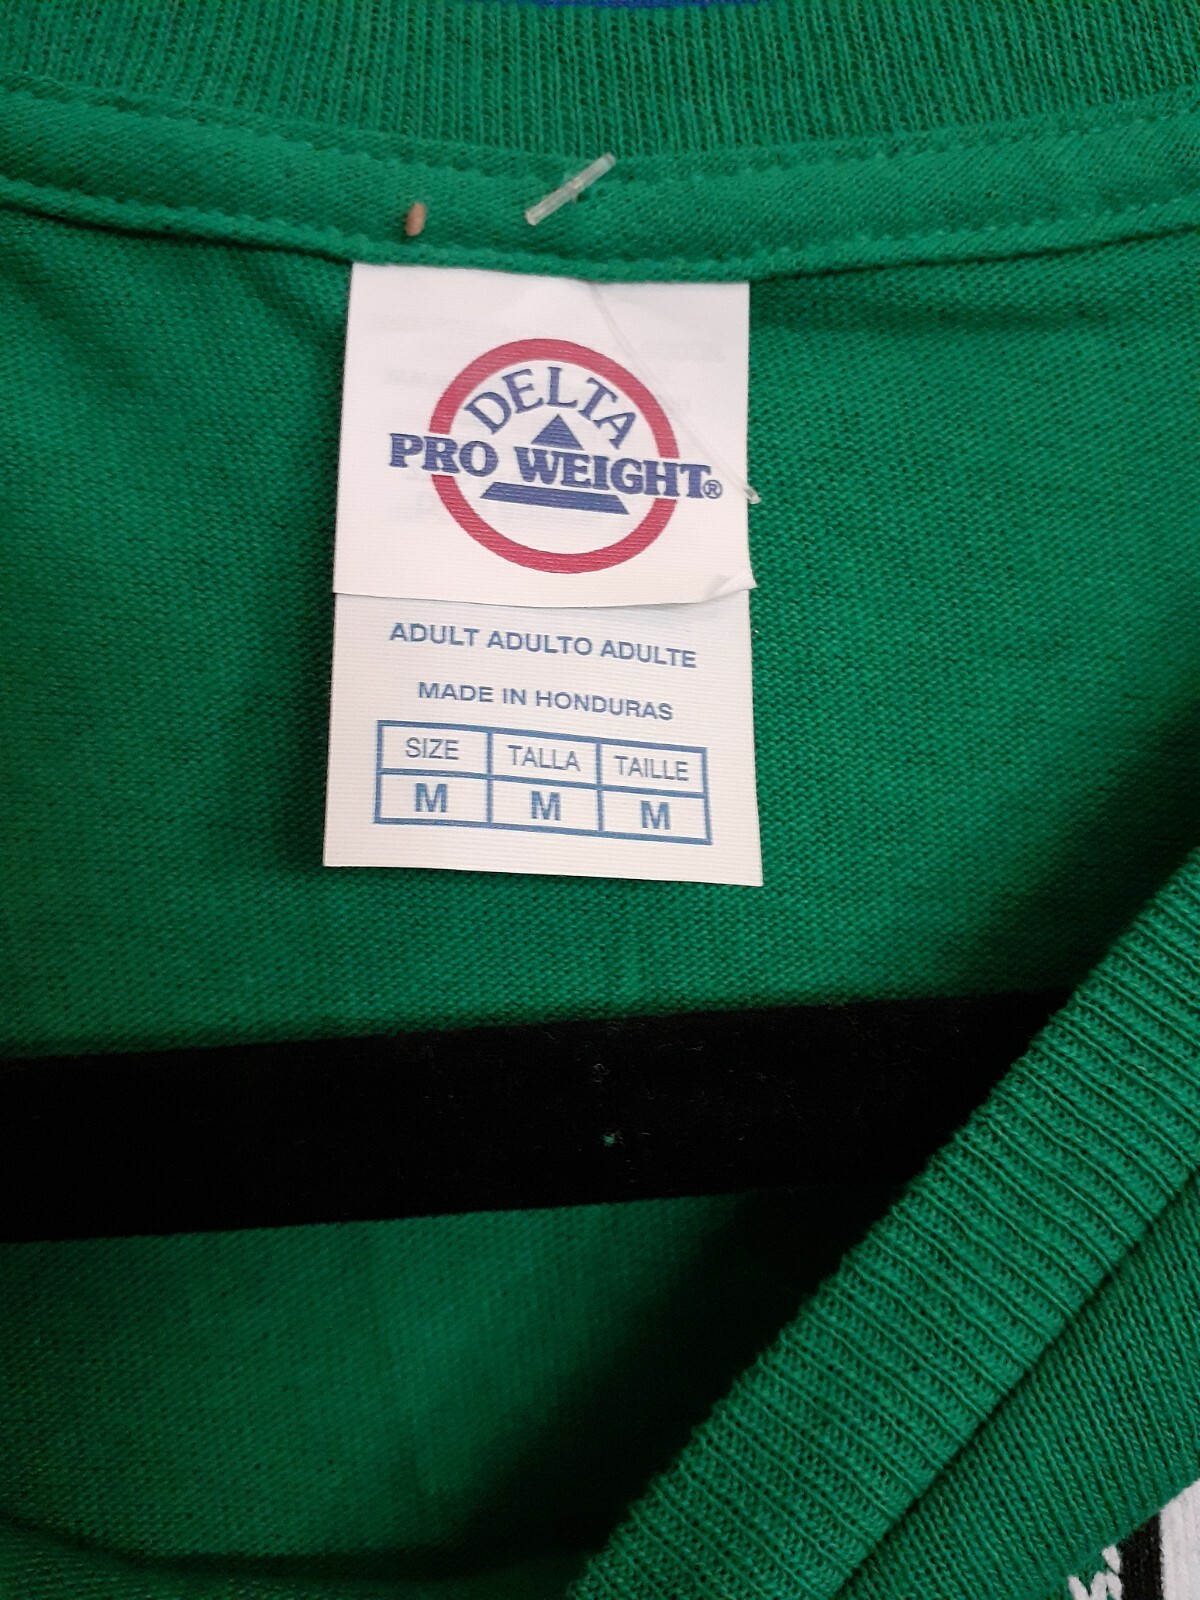 DELTA
PRO WEIGHT®
ADULT ADULTO ADULTE
MADE IN HONDURAS
SIZE TALLA TAILLE
M M M